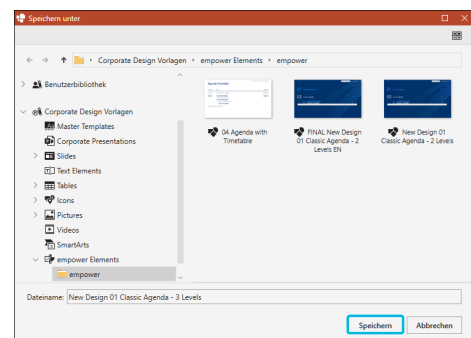 Speichern unter
Corporate Design Vorlagen › empower Elements › empower
Benutzerbibliothek
Corporate Design Vorlagen
Master Templates
Corporate Presentations
Slides
Text Elements
Tables
Icons
Pictures
Videos
SmartArts
empower Elements
empower
04 Agenda with
Timetable
FINAL New Design
01 Classic Agenda - 2
Levels EN
New Design 01
Classic Agenda - 2 Levels
Dateiname: New Design 01 Classic Agenda - 3 Levels
Speichern Abbrechen